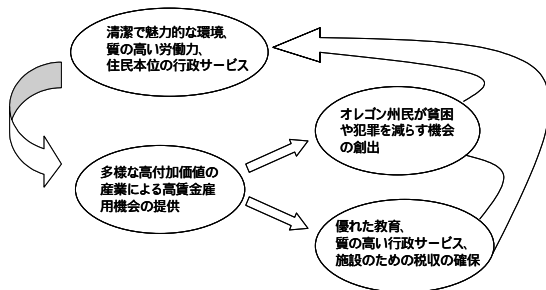 清潔で魅力的な環境、
質の高い労働力、
住民本位の行政サービス
オレゴン州民が貧困
や犯罪を減らす機会
の創出
多様な高付加価値の
産業による高賃金雇
用機会の提供
優れた教育、
質の高い行政サービス、
施設のための税収の確保